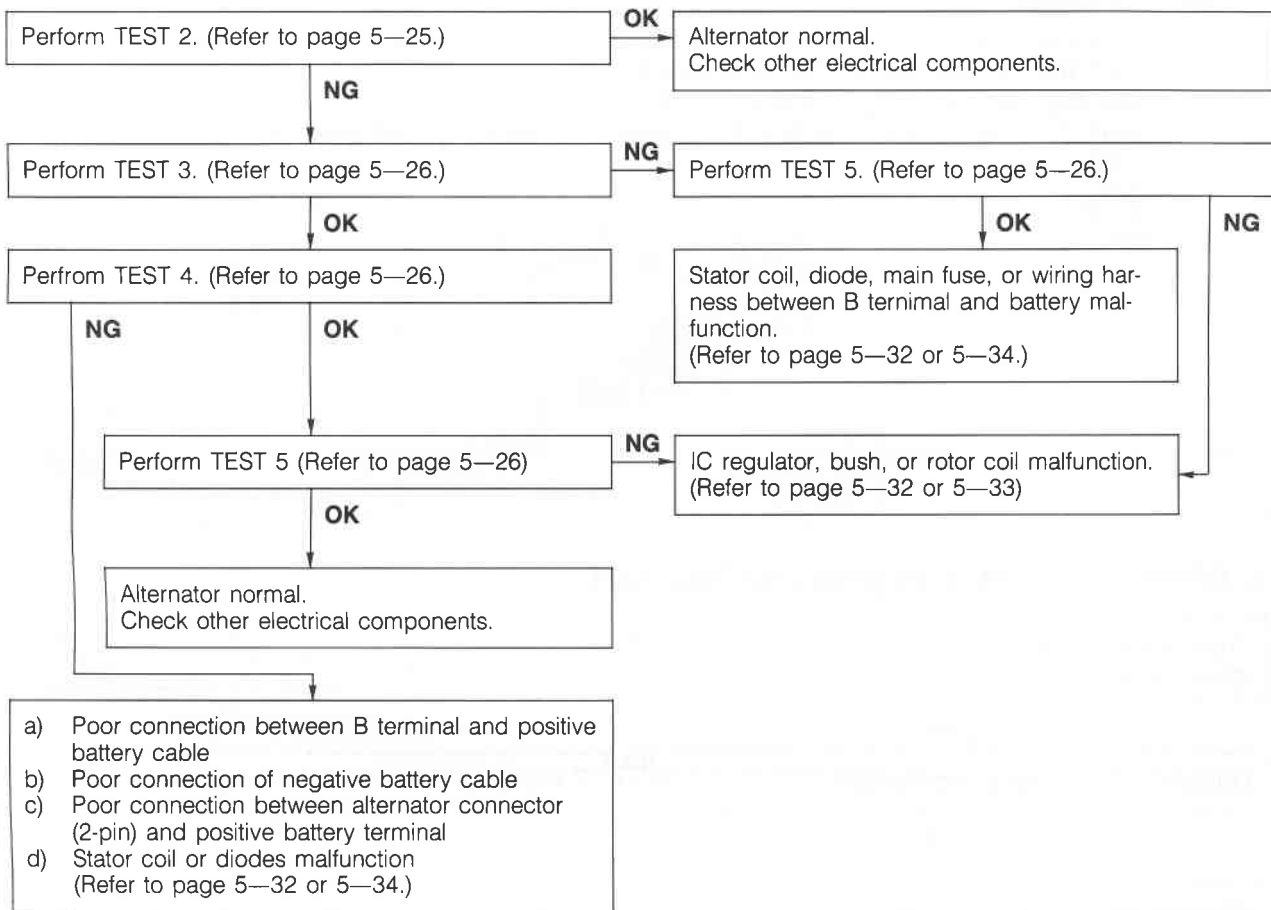 Perform TEST 2. (Refer to page 5—25.)
OK
Alternator normal.
Check other electrical components.
NG
Perform TEST 3. (Refer to page 5—26.)
NG
Perform TEST 5. (Refer to page 5—26.)
OK
OK
NG
Perfrom TEST 4. (Refer to page 5—26.)
Stator coil, diode, main fuse, or wiring har-
ness between B ternimal and battery mal-
function.
(Refer to page 5—32 or 5—34.)
NG
OK
Perform TEST 5 (Refer to page 5—26)
NG
IC regulator, bush, or rotor coil malfunction.
(Refer to page 5—32 or 5—33)
OK
Alternator normal.
Check other electrical components.
a) Poor connection between B terminal and positive
battery cable
b) Poor connection of negative battery cable
c) Poor connection between alternator connector
(2-pin) and positive battery terminal
d) Stator coil or diodes malfunction
(Refer to page 5—32 or 5—34.)